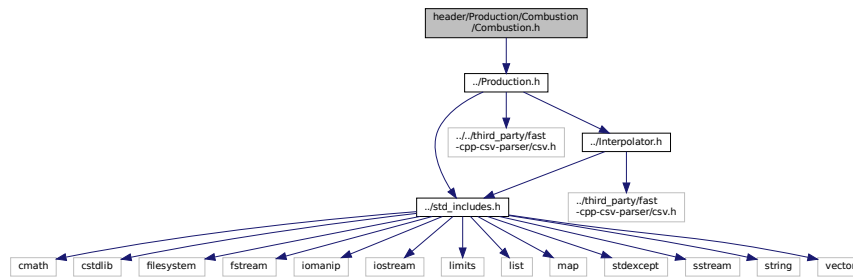 header/Production/Combustion
/Combustion.h
../Production.h
../../third_party/fast
-cpp-csv-parser/csv.h
../Interpolator.h
../third_party/fast
-cpp-csv-parser/csv.h
../std_includes.h
cmath
cstdlib
filesystem
fstream
iomanip
iostream
limits
list
map
stdexcept
sstream
string
vector